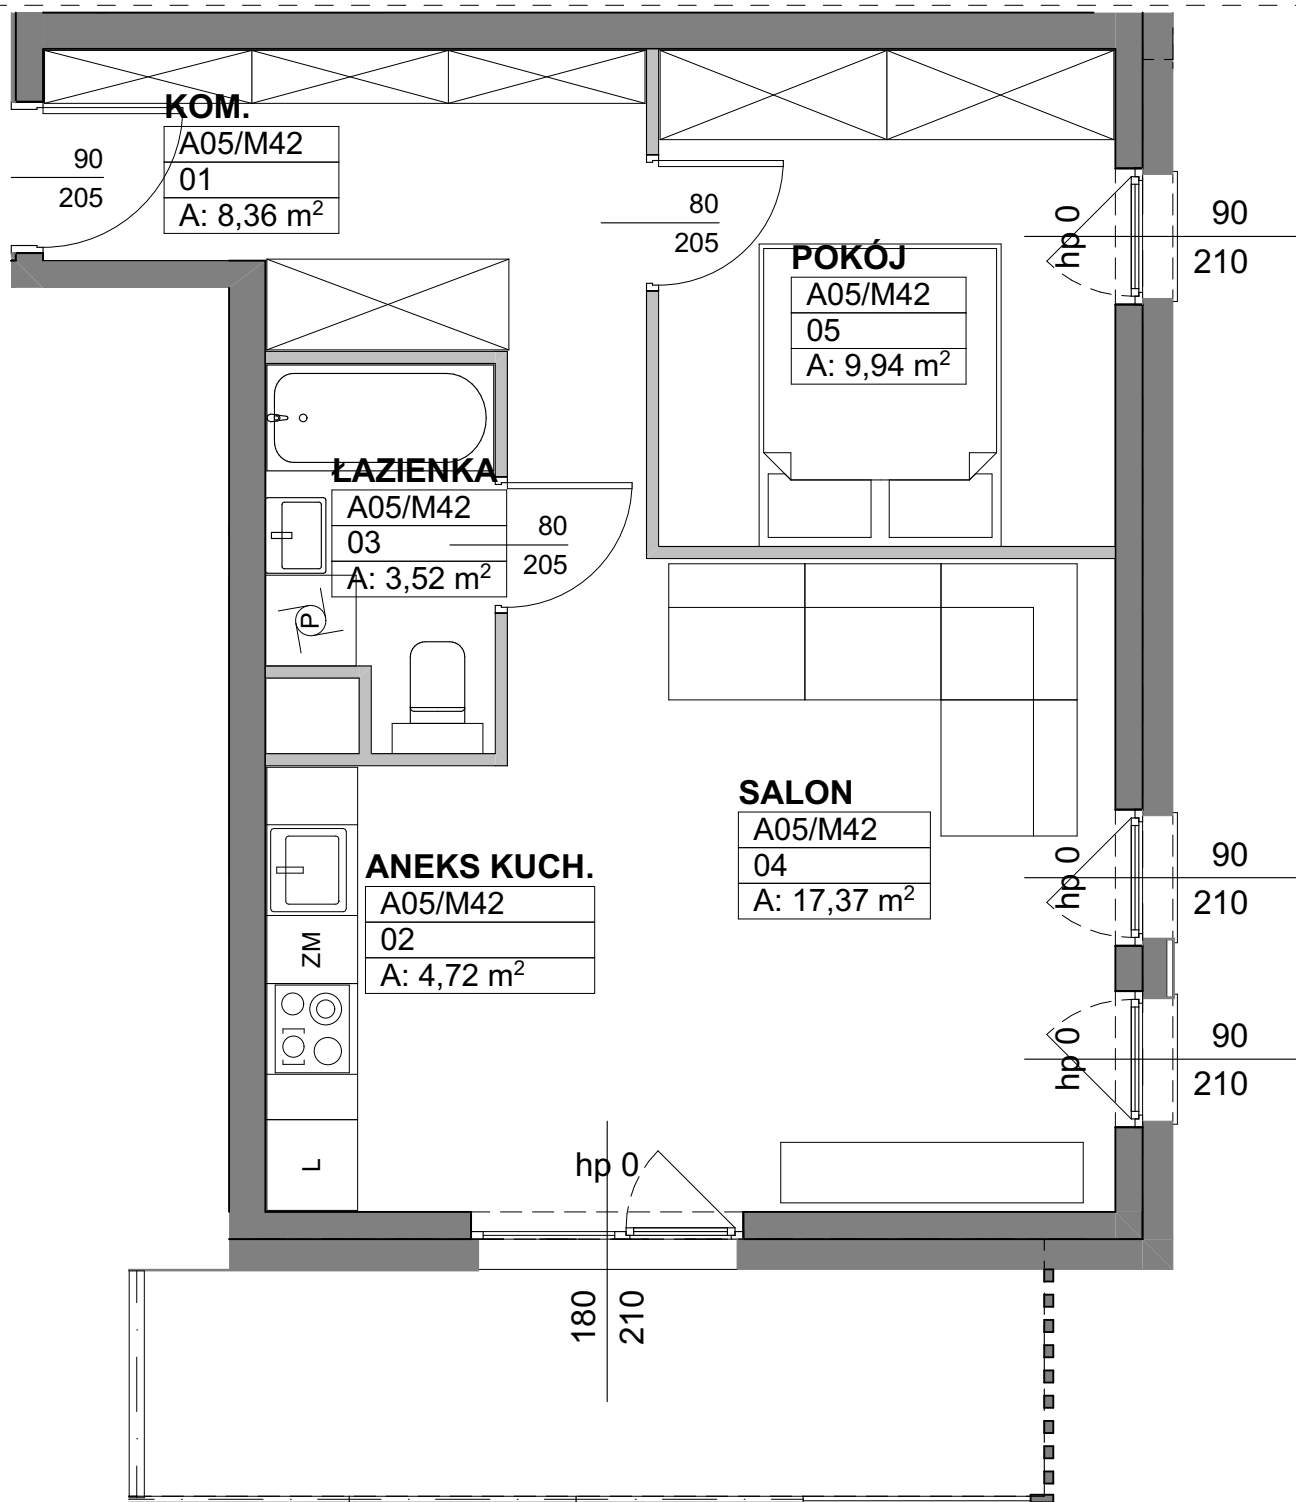 KOM.
A05/M42
01
A: 8,36 m²
90
205
80
205
POKÓJ
A05/M42
05
A: 9,94 m²
hp 0
90
210
ŁAZIENKA
A05/M42
03
A: 3,52 m²
80
205
P
SALON
A05/M42
04
A: 17,37 m²
hp 0
90
210
ANEKS KUCH.
A05/M42
02
A: 4,72 m²
ZM
hp 0
90
210
L
hp 0
180
210